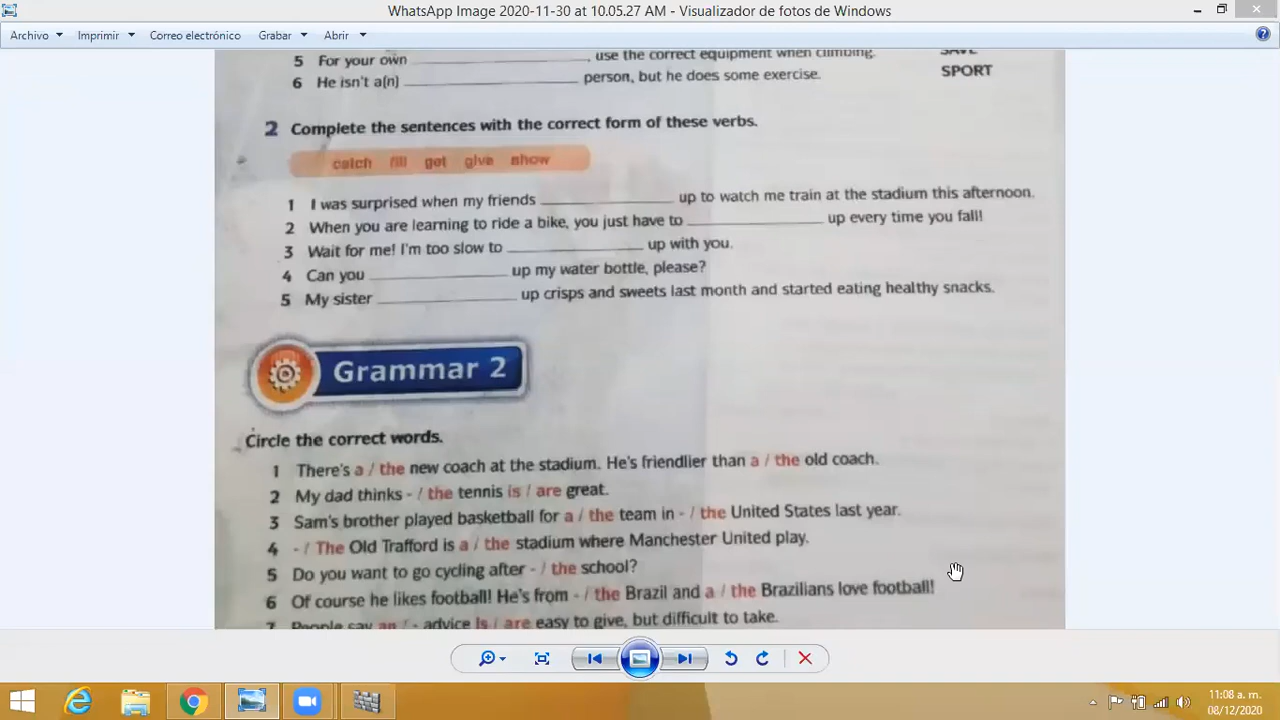 WhatsApp Image 2020-11-30 at 10.05.27 AM - Visualizador de fotos de Windows
Archivo Imprimir Correo electrónico Grabar Abrir
5 For your own ______________, use the correct equipment when climbing. SAVE
6 He isn't a(n) ______________ person, but he does some exercise. SPORT
2 Complete the sentences with the correct form of these verbs.
catch fill get give show
1 I was surprised when my friends ______________ up to watch me train at the stadium this afternoon.
2 When you are learning to ride a bike, you just have to ______________ up every time you fall!
3 Wait for me! I'm too slow to ______________ up with you.
4 Can you ______________ up my water bottle, please?
5 My sister ______________ up crisps and sweets last month and started eating healthy snacks.
Grammar 2
Circle the correct words.
1 There's a / the new coach at the stadium. He's friendlier than a / the old coach.
2 My dad thinks - / the tennis is / are great.
3 Sam's brother played basketball for a / the team in - / the United States last year.
4 - / The Old Trafford is a / the stadium where Manchester United play.
5 Do you want to go cycling after - / the school?
6 Of course he likes football! He's from - / the Brazil and a / the Brazilians love football!
7 People say an / - advice is / are easy to give, but difficult to take.
11:08 a. m.
08/12/2020